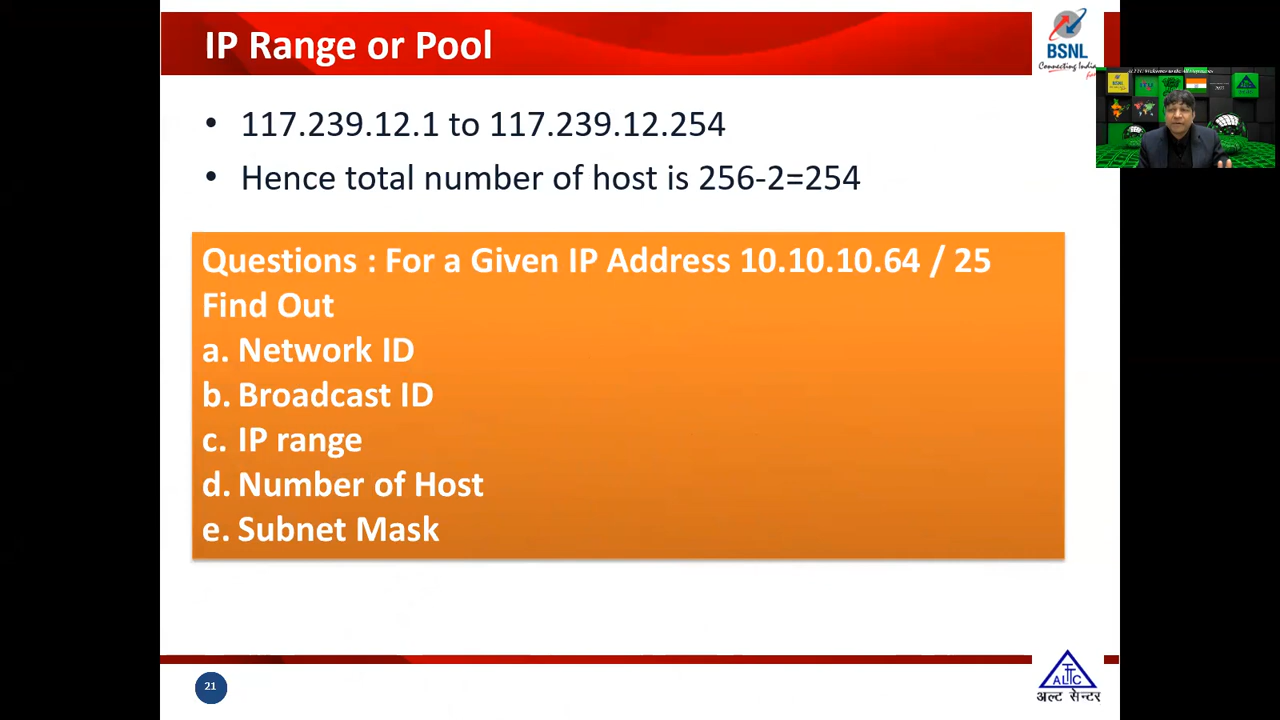 IP Range or Pool
BSNL
Connecting India
• 117.239.12.1 to 117.239.12.254
• Hence total number of host is 256-2=254
Questions : For a Given IP Address 10.10.10.64 / 25
Find Out
a. Network ID
b. Broadcast ID
c. IP range
d. Number of Host
e. Subnet Mask
21
ALTTC
अल्ट सेन्टर